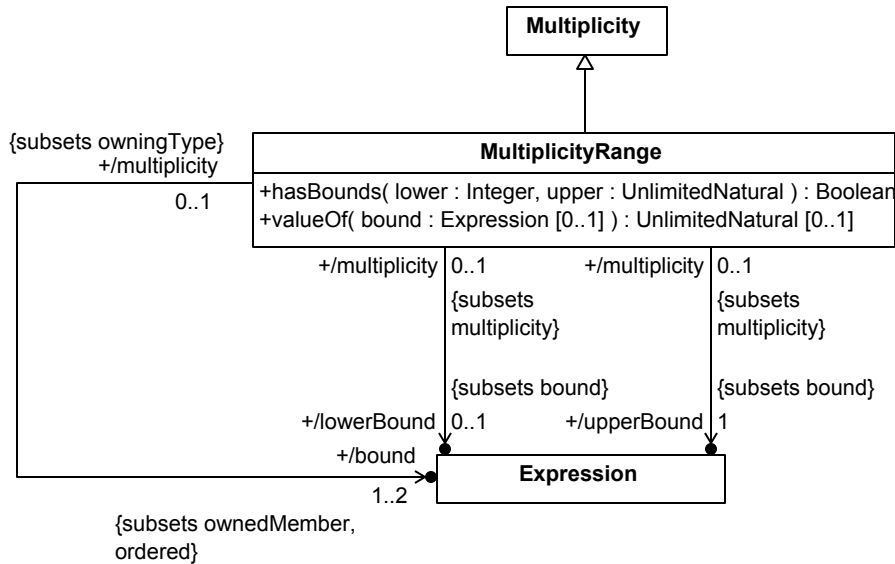 Multiplicity
{subsets owningType}
+/multiplicity
0..1
MultiplicityRange
+hasBounds( lower : Integer, upper : UnlimitedNatural ) : Boolean
+valueOf( bound : Expression [0..1] ) : UnlimitedNatural [0..1]
+/multiplicity 0..1
{subsets
multiplicity}
+/multiplicity 0..1
{subsets
multiplicity}
{subsets bound}
+/lowerBound 0..1
{subsets bound}
+/upperBound 1
+/bound
1..2
{subsets ownedMember,
ordered}
Expression